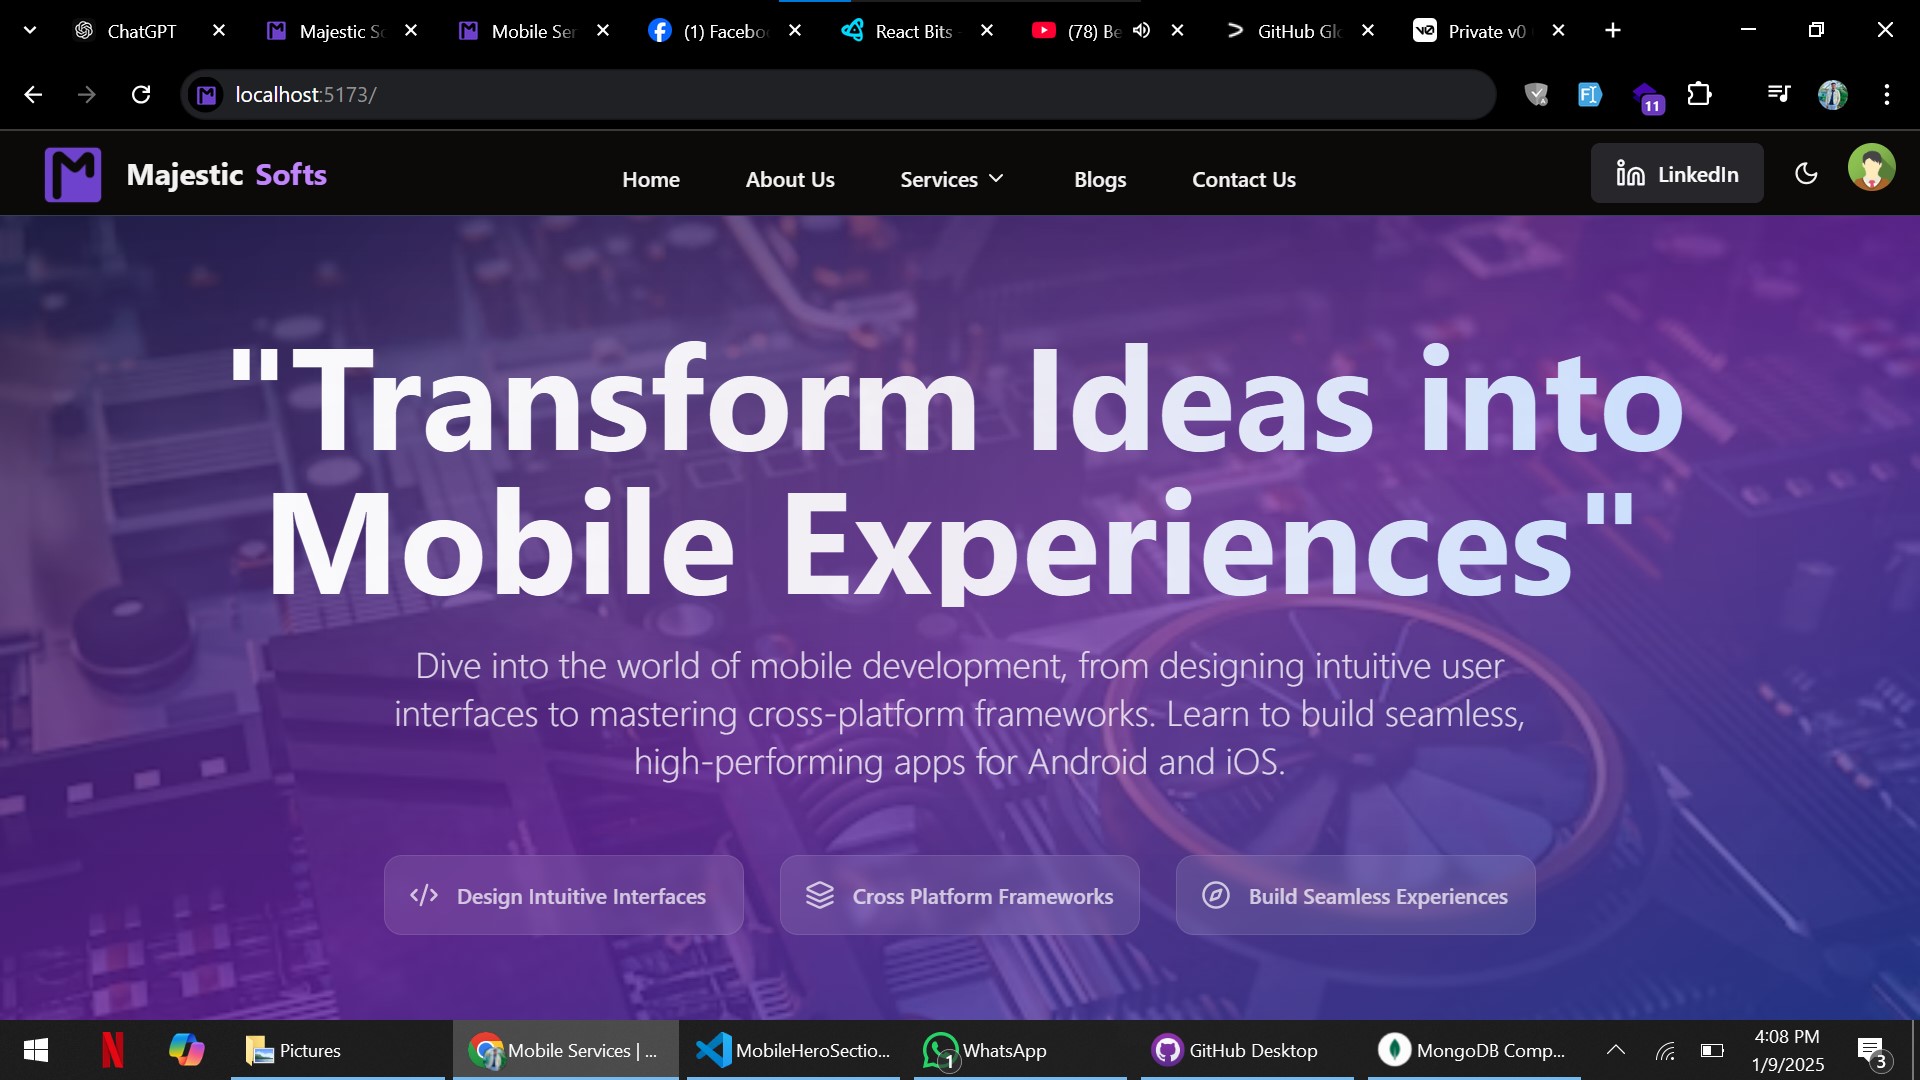 ChatGPT
Majestic So
Mobile Ser
(1) Facebo
React Bits -
(78) Be
GitHub Glo
Private v0
localhost:5173/
11
Majestic Softs
Home
About Us
Services
Blogs
Contact Us
LinkedIn
"Transform Ideas into
Mobile Experiences"
Dive into the world of mobile development, from designing intuitive user
interfaces to mastering cross-platform frameworks. Learn to build seamless,
high-performing apps for Android and iOS.
Design Intuitive Interfaces
Cross Platform Frameworks
Build Seamless Experiences
Pictures
Mobile Services | ...
MobileHeroSectio...
WhatsApp
1
GitHub Desktop
MongoDB Comp...
4:08 PM
1/9/2025
3